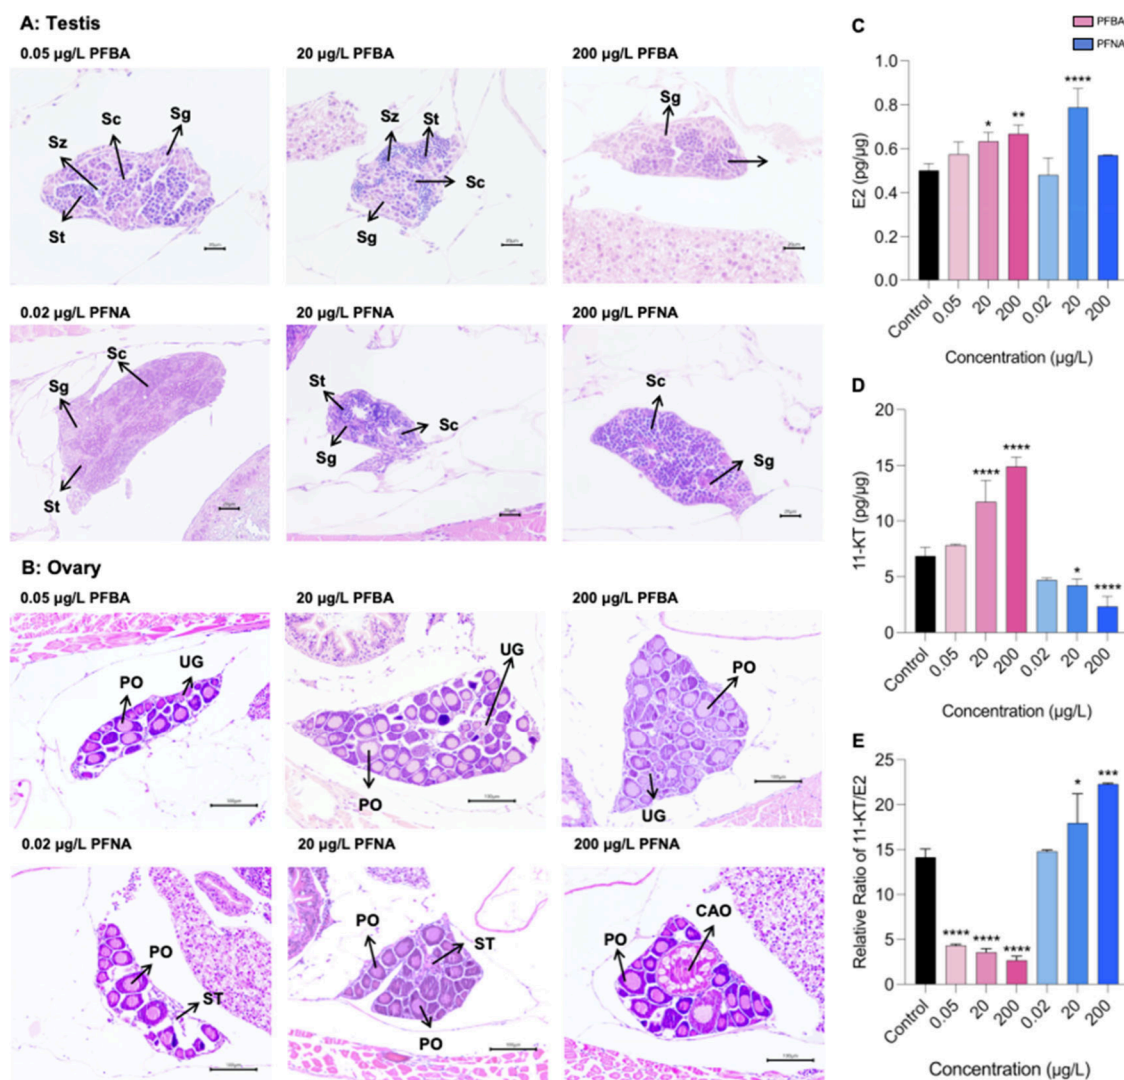 A: Testis
0.05 µg/L PFBA
20 µg/L PFBA
200 µg/L PFBA
Sz
Sc
Sg
St
Sz
St
Sc
Sg
Sg
0.02 µg/L PFNA
20 µg/L PFNA
200 µg/L PFNA
Sc
Sg
St
St
Sg
Sc
Sc
Sg
B: Ovary
0.05 µg/L PFBA
20 µg/L PFBA
200 µg/L PFBA
PO
UG
UG
PO
PO
UG
0.02 µg/L PFNA
20 µg/L PFNA
200 µg/L PFNA
PO
ST
PO
ST
PO
PO
CAO
C
PFBA
PFNA
E2 (pg/µg)
1.0
0.8
0.6
0.4
0.2
0.0
*
**
****
Control
0.05
20
200
0.02
20
200
Concentration (µg/L)
D
11-KT (pg/µg)
20
15
10
5
0
****
****
*
****
Control
0.05
20
200
0.02
20
200
Concentration (µg/L)
E
Relative Ratio of 11-KT/E2
25
20
15
10
5
0
****
****
****
*
***
Control
0.05
20
200
0.02
20
200
Concentration (µg/L)